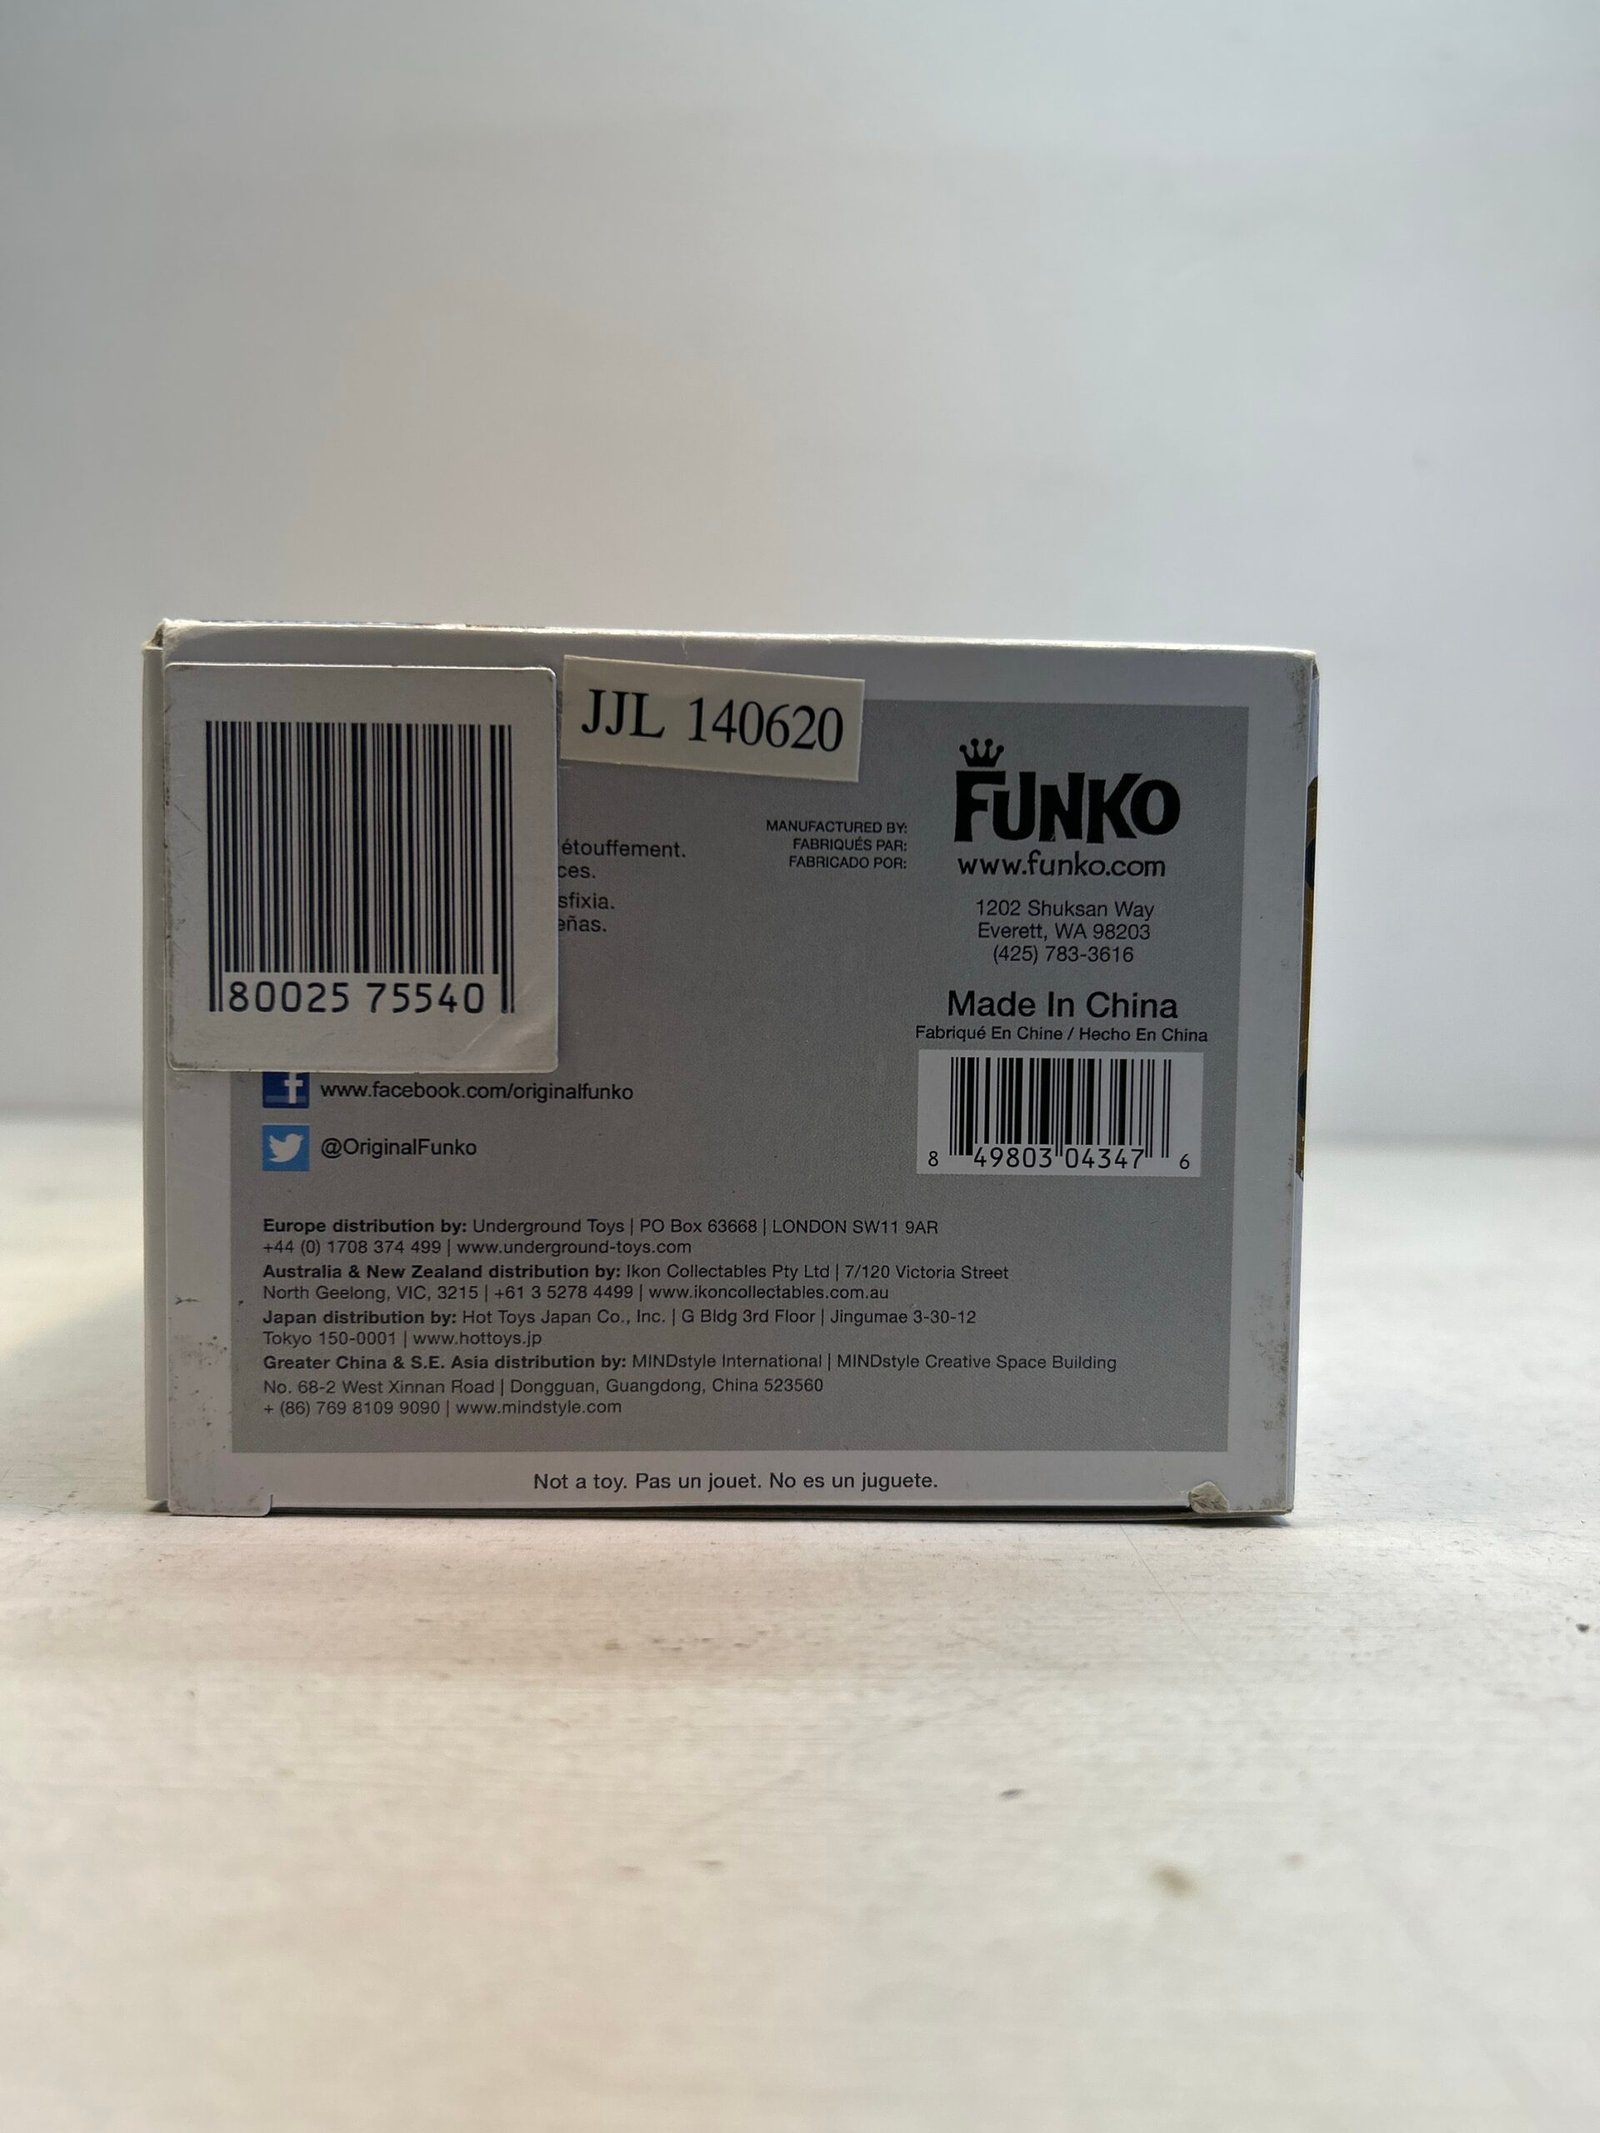 JJL 140620
80025 75540
étouffement.
ces.
sfixia.
eñas.
MANUFACTURED BY:
FABRIQUÉS PAR:
FABRICADO POR:
FUNKO
www.funko.com
1202 Shuksan Way
Everett, WA 98203
(425) 783-3616
Made In China
Fabriqué En Chine / Hecho En China
8 49803 04347 6
f www.facebook.com/originalfunko
@OriginalFunko
Europe distribution by: Underground Toys | PO Box 63668 | LONDON SW11 9AR
+44 (0) 1708 374 499 | www.underground-toys.com
Australia & New Zealand distribution by: Ikon Collectables Pty Ltd | 7/120 Victoria Street
North Geelong, VIC, 3215 | +61 3 5278 4499 | www.ikoncollectables.com.au
Japan distribution by: Hot Toys Japan Co., Inc. | G Bldg 3rd Floor | Jingumae 3-30-12
Tokyo 150-0001 | www.hottoys.jp
Greater China & S.E. Asia distribution by: MINDstyle International | MINDstyle Creative Space Building
No. 68-2 West Xinnan Road | Dongguan, Guangdong, China 523560
+ (86) 769 8109 9090 | www.mindstyle.com
Not a toy. Pas un jouet. No es un juguete.